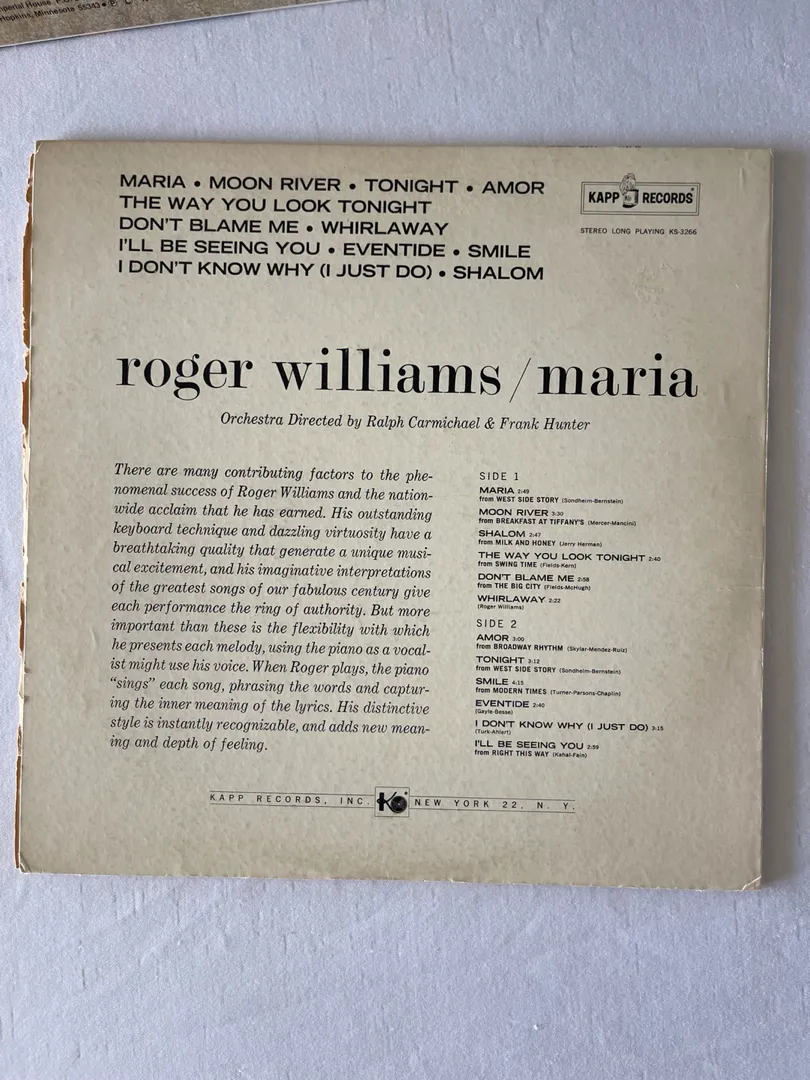 mperial House, P.O
Hopkins, Minnesota 55343 • ℗ C
MARIA • MOON RIVER • TONIGHT • AMOR
THE WAY YOU LOOK TONIGHT
DON'T BLAME ME • WHIRLAWAY
I'LL BE SEEING YOU • EVENTIDE • SMILE
I DON'T KNOW WHY (I JUST DO) • SHALOM
KAPP RECORDS
STEREO LONG PLAYING KS-3266
roger williams/maria
Orchestra Directed by Ralph Carmichael & Frank Hunter
There are many contributing factors to the phe-
nomenal success of Roger Williams and the nation-
wide acclaim that he has earned. His outstanding
keyboard technique and dazzling virtuosity have a
breathtaking quality that generate a unique musi-
cal excitement, and his imaginative interpretations
of the greatest songs of our fabulous century give
each performance the ring of authority. But more
important than these is the flexibility with which
he presents each melody, using the piano as a vocal-
ist might use his voice. When Roger plays, the piano
“sings” each song, phrasing the words and captur-
ing the inner meaning of the lyrics. His distinctive
style is instantly recognizable, and adds new mean-
ing and depth of feeling.
SIDE 1
MARIA 2:49
from WEST SIDE STORY (Sondheim-Bernstein)
MOON RIVER 3:30
from BREAKFAST AT TIFFANY'S (Mercer-Mancini)
SHALOM 2:47
from MILK AND HONEY (Jerry Herman)
THE WAY YOU LOOK TONIGHT 2:40
from SWING TIME (Fields-Kern)
DON'T BLAME ME 2:58
from THE BIG CITY (Fields-McHugh)
WHIRLAWAY 2:22
(Roger Williams)
SIDE 2
AMOR 3:00
from BROADWAY RHYTHM (Skylar-Mendez-Ruiz)
TONIGHT 3:12
from WEST SIDE STORY (Sondheim-Bernstein)
SMILE 4:15
from MODERN TIMES (Turner-Parsons-Chaplin)
EVENTIDE 2:40
(Gayle-Besse)
I DON'T KNOW WHY (I JUST DO) 3:15
(Turk-Ahlert)
I'LL BE SEEING YOU 2:59
from RIGHT THIS WAY (Kahal-Fain)
KAPP RECORDS, INC. K NEW YORK 22, N. Y.